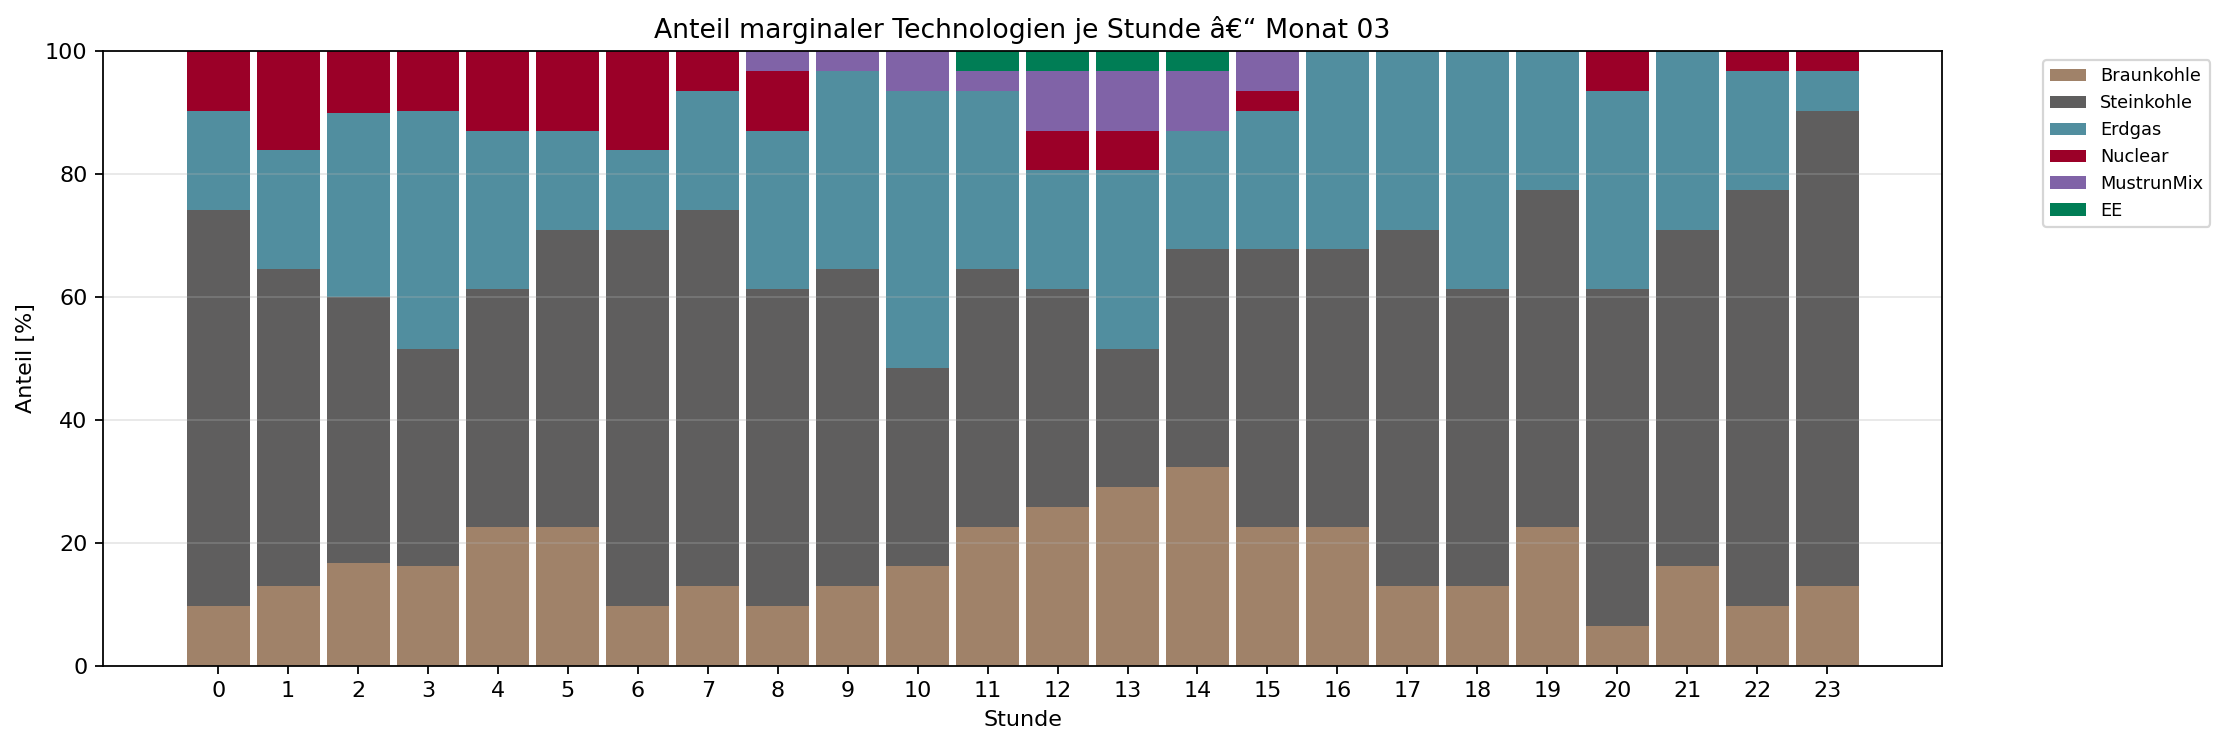 Anteil marginaler Technologien je Stunde â€“ Monat 03
Anteil [%]
100
80
60
40
20
0
0 1 2 3 4 5 6 7 8 9 10 11 12 13 14 15 16 17 18 19 20 21 22 23
Stunde
Braunkohle
Steinkohle
Erdgas
Nuclear
MustrunMix
EE